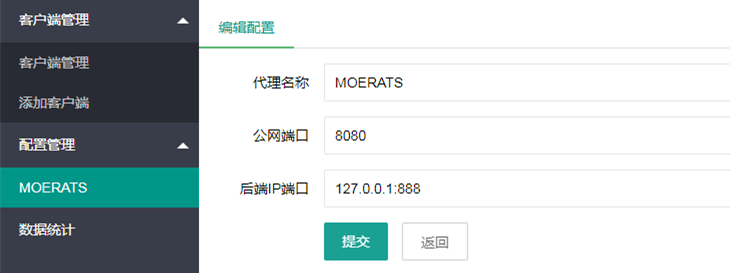 客户端管理
客户端管理
添加客户端
配置管理
MOERATS
数据统计
编辑配置
代理名称 MOERATS
公网端口 8080
后端IP端口 127.0.0.1:888
提交 返回